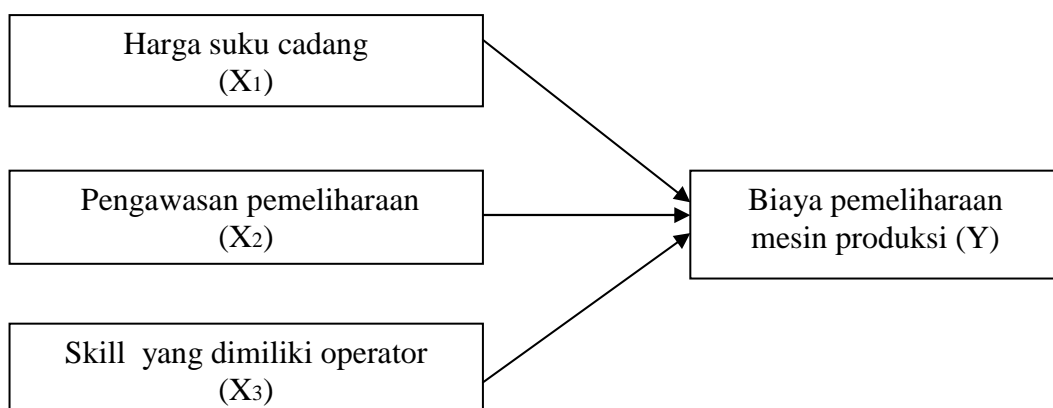 Harga suku cadang
(X1)
Pengawasan pemeliharaan
(X2)
Skill yang dimiliki operator
(X3)
Biaya pemeliharaan
mesin produksi (Y)